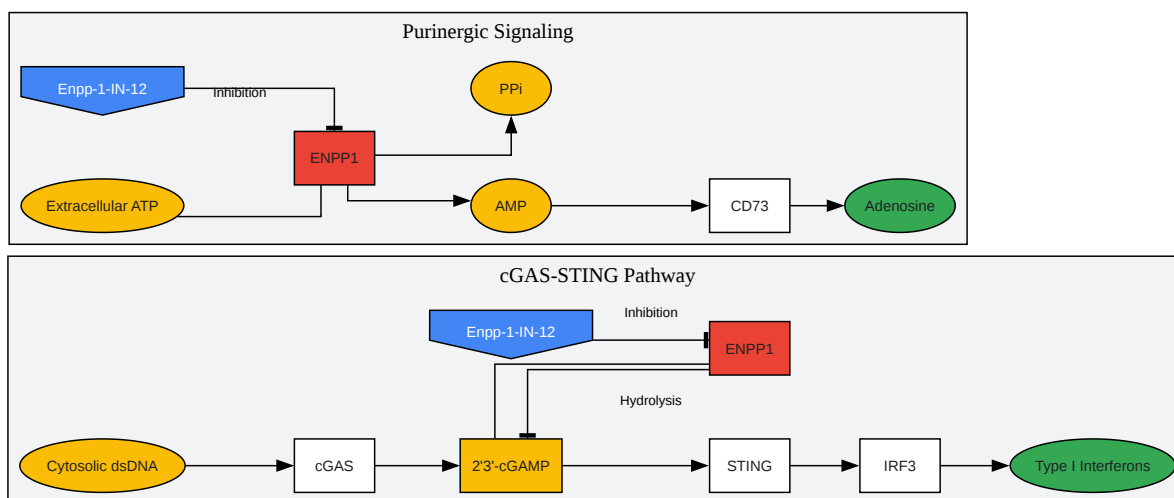 Purinergic Signaling
Enpp-1-IN-12
Inhibition
PPi
ENPP1
Extracellular ATP
AMP
CD73
Adenosine
cGAS-STING Pathway
Enpp-1-IN-12
Inhibition
ENPP1
Hydrolysis
Cytosolic dsDNA
cGAS
2'3'-cGAMP
STING
IRF3
Type I Interferons